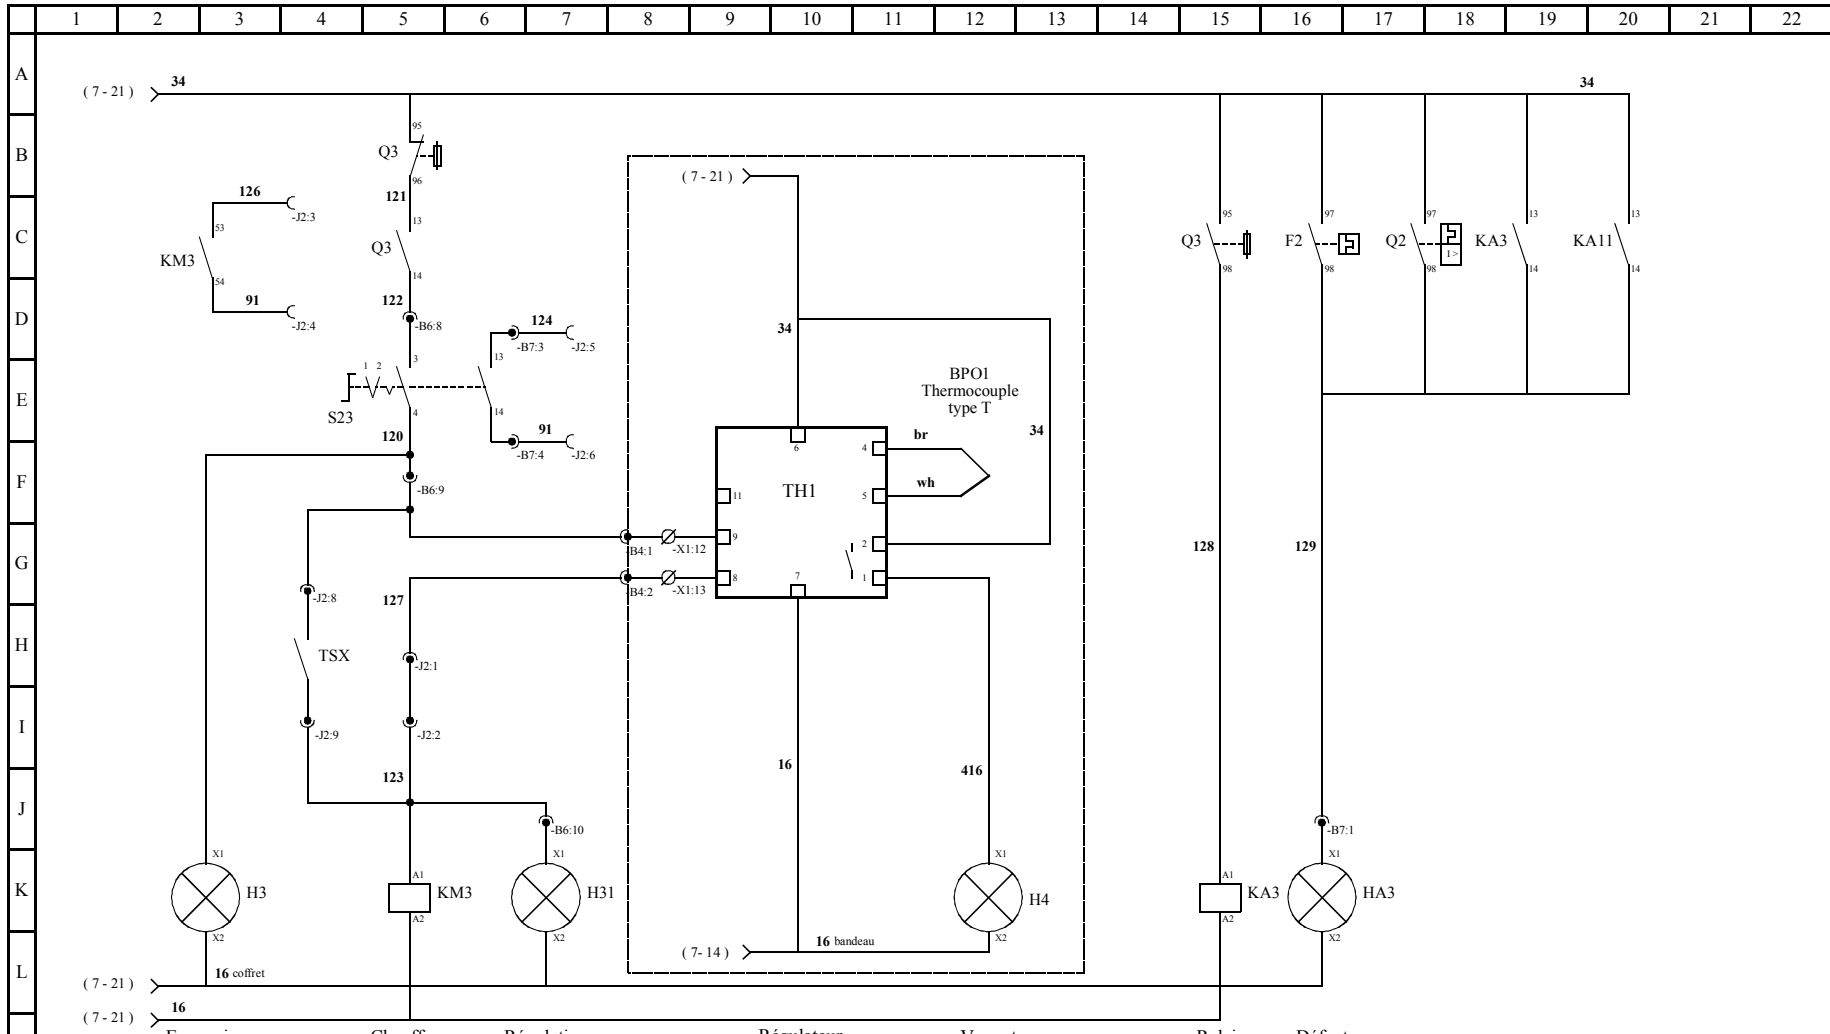 1 2 3 4 5 6 7 8 9 10 11 12 13 14 15 16 17 18 19 20 21 22
A
( 7 - 21 ) 34 34
95
B
Q3
96
( 7 - 21 )
121
126
-J2:3
53
13
95 97 97 13 13
C
KM3
Q3
Q3 F2 Q2 I > KA3 KA11
54
14
98 98 98 14 14
91
-J2:4
122
-B6:8
D
124
-B7:3 -J2:5
34
1 2 3 13
E
S23
4 14
BPO1
Thermocouple
type T
120
91
-B7:4 -J2:6
34
6 4 br
F
-B6:9
11 TH1 5 wh
9 2
G
-B4:1 -X1:12
128 129
7
8 1
-B4:2 -X1:13
-J2:8
127
H
TSX
-J2:1
I
-J2:9 -J2:2
123
16 416
J
-B6:10
-B7:1
X1 A1 X1 X1 A1 X1
K
H3 KM3 H31 H4 KA3 HA3
X2 A2 X2 X2 A2 X2
( 7- 14 ) 16 bandeau
L
( 7 - 21 ) 16 coffret
( 7 - 21 ) 16